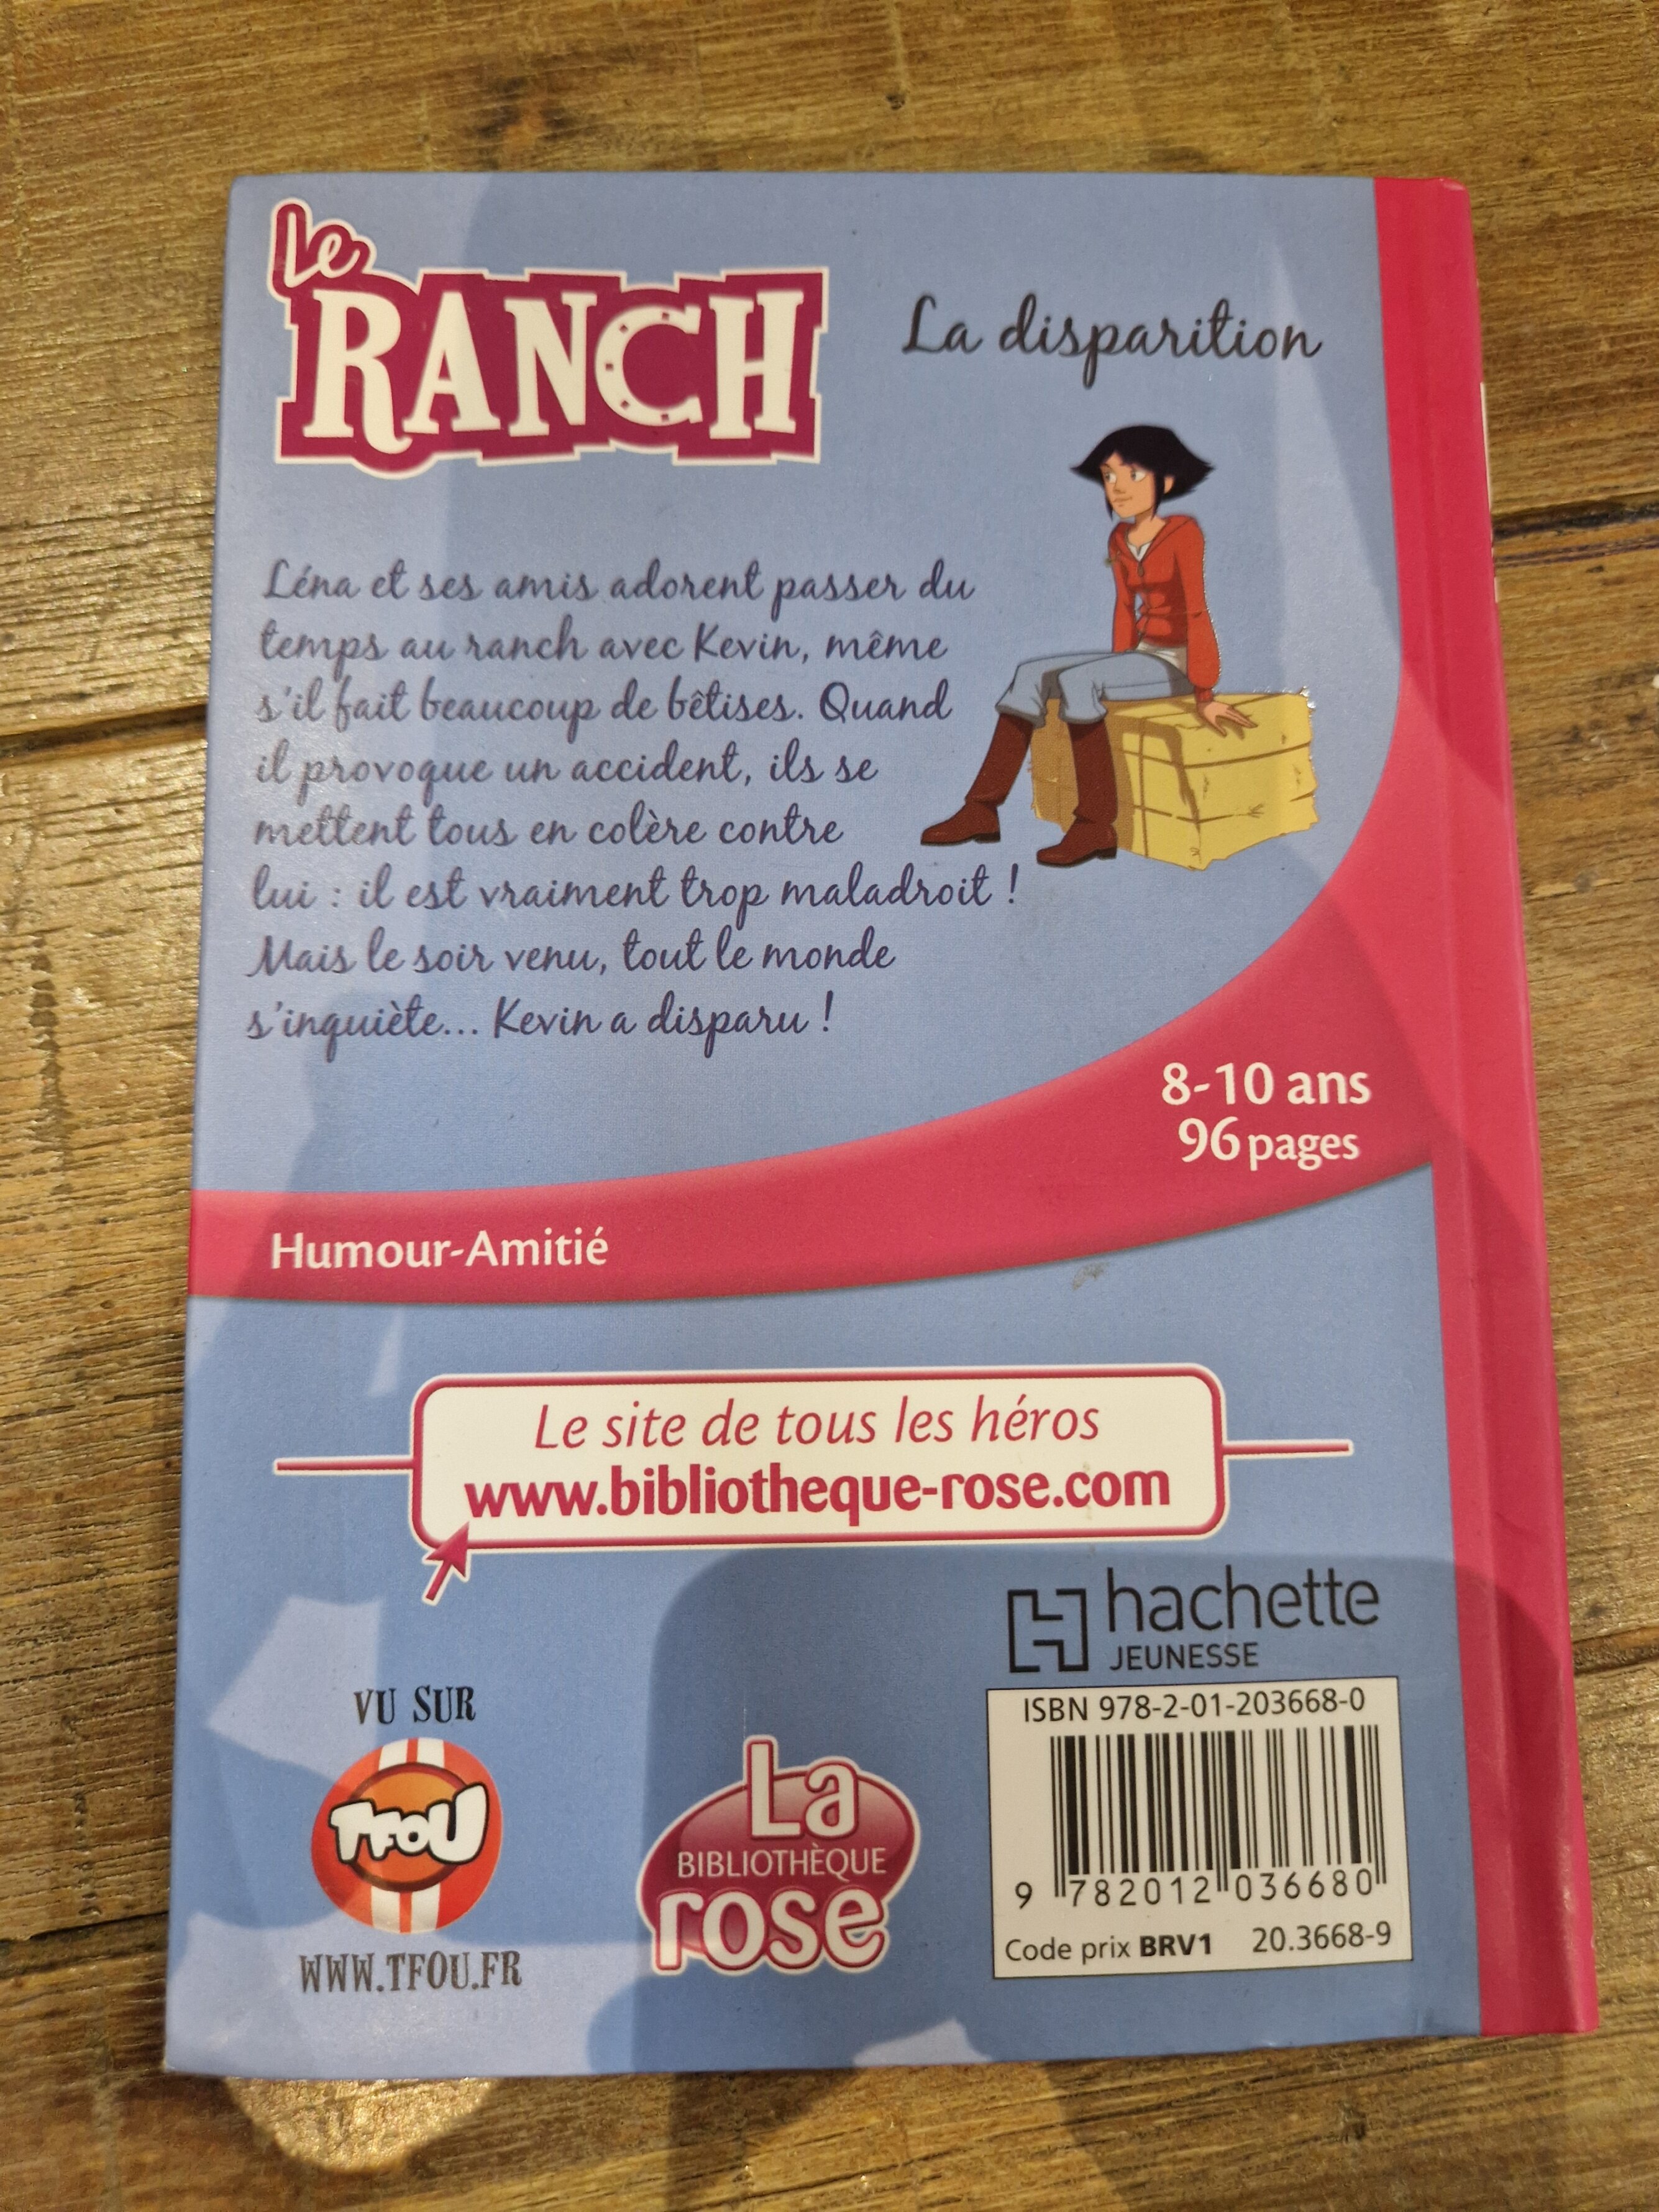 Le
RANCH
La disparition
Léna et ses amis adorent passer du
temps au ranch avec Kevin, même
s'il fait beaucoup de bêtises. Quand
il provoque un accident, ils se
mettent tous en colère contre
lui : il est vraiment trop maladroit !
Mais le soir venu, tout le monde
s'inquiète... Kevin a disparu !
8-10 ans
96 pages
Humour-Amitié
Le site de tous les héros
www.bibliotheque-rose.com
hachette
JEUNESSE
ISBN 978-2-01-203668-0
9 782012 036680
Code prix BRV1 20.3668-9
VU SUR
TFOU
WWW.TFOU.FR
La
BIBLIOTHÈQUE
rose